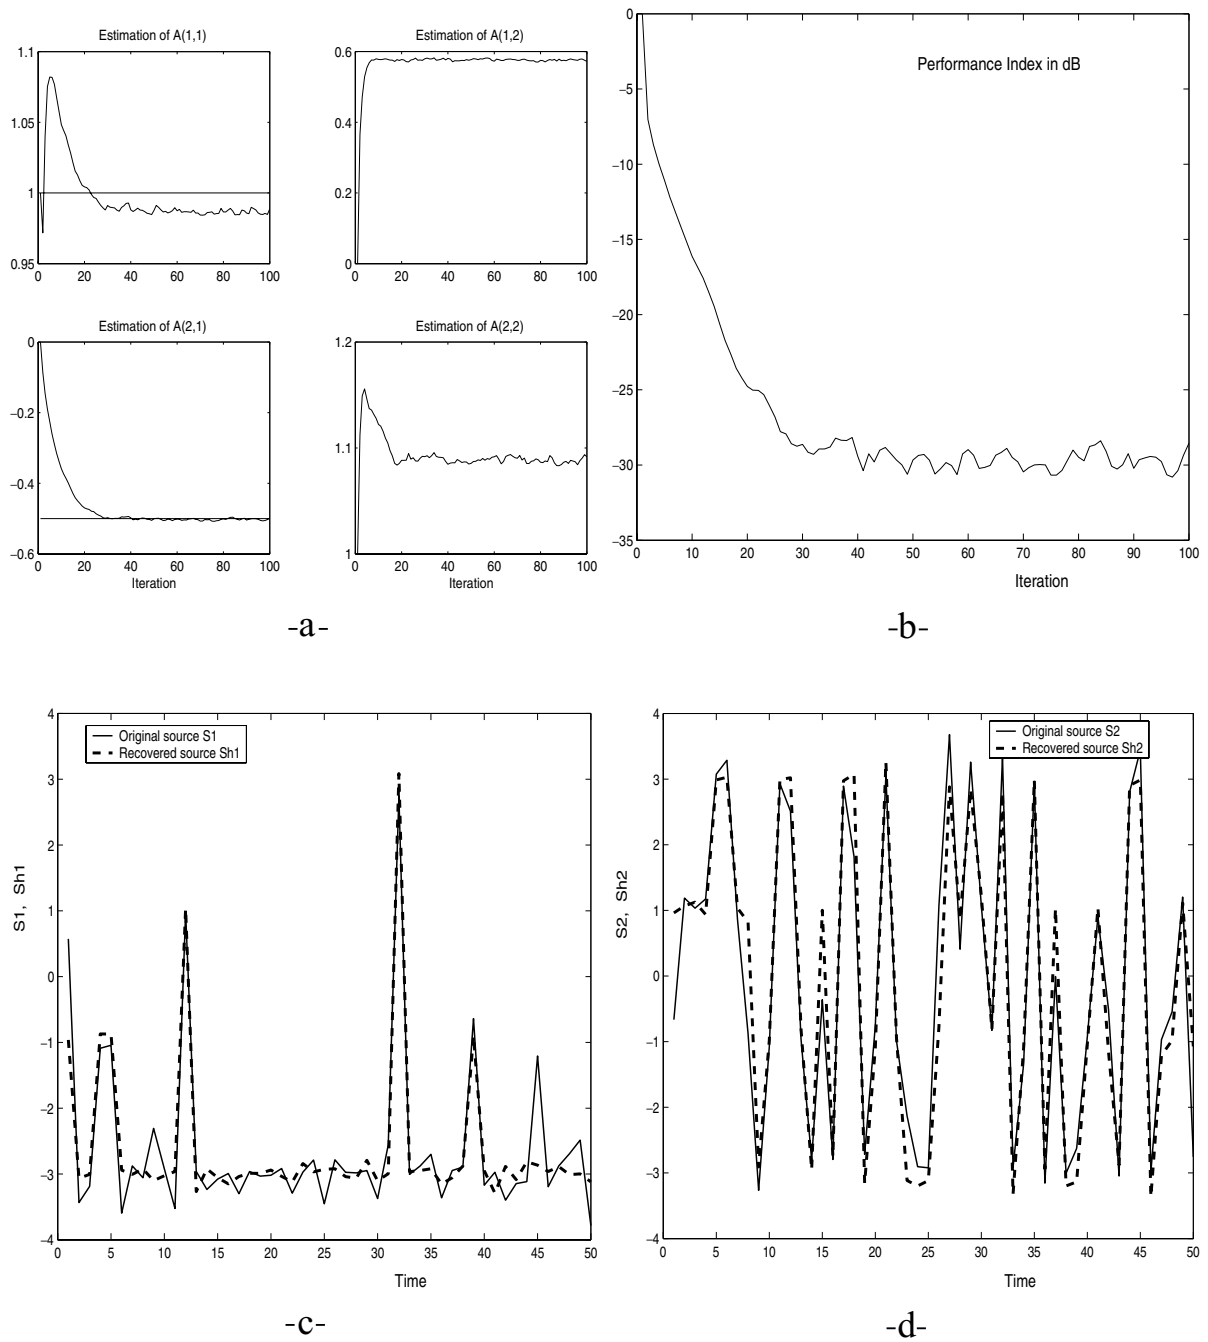 Estimation of A(1,1)
1.1
1.05
1
0.95
0 20 40 60 80 100
Estimation of A(1,2)
0.6
0.4
0.2
0
0 20 40 60 80 100
Estimation of A(2,1)
0
−0.2
−0.4
−0.6
0 20 40 60 80 100
Iteration
Estimation of A(2,2)
1.2
1.1
1
0 20 40 60 80 100
Iteration
-a-
Performance Index in dB
0
−5
−10
−15
−20
−25
−30
−35
0 10 20 30 40 50 60 70 80 90 100
Iteration
-b-
Original source S1
Recovered source Sh1
S1, Sh1
4
3
2
1
0
−1
−2
−3
−4
0 5 10 15 20 25 30 35 40 45 50
Time
-c-
Original source S2
Recovered source Sh2
S2, Sh2
4
3
2
1
0
−1
−2
−3
−4
0 5 10 15 20 25 30 35 40 45 50
Time
-d-